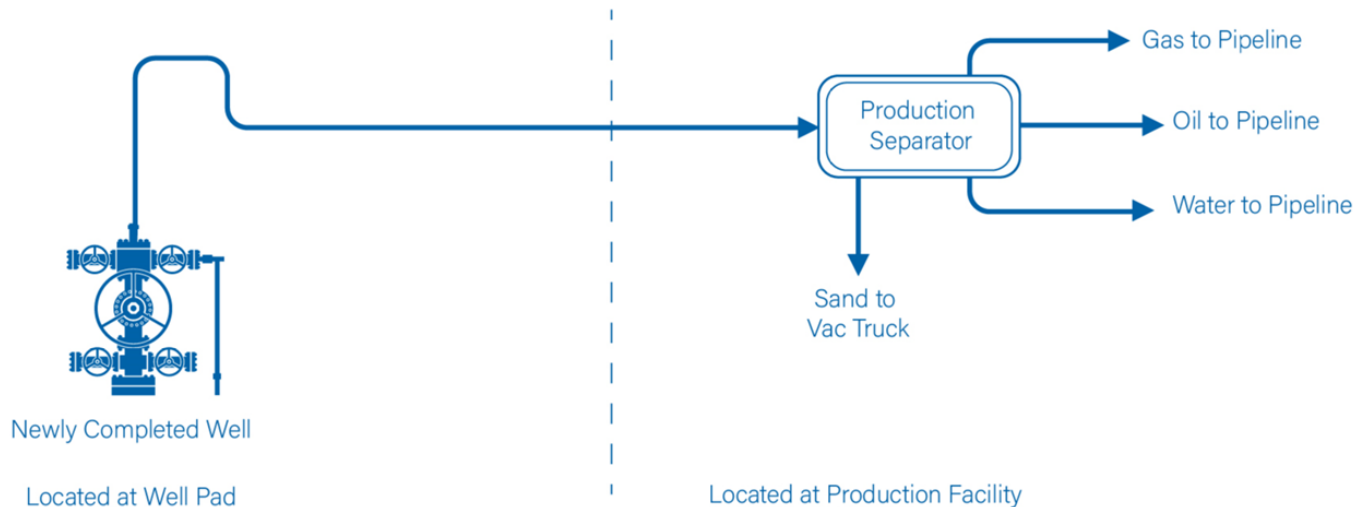 Gas to Pipeline
Production
Separator
Oil to Pipeline
Water to Pipeline
Sand to
Vac Truck
Newly Completed Well
Located at Well Pad
Located at Production Facility